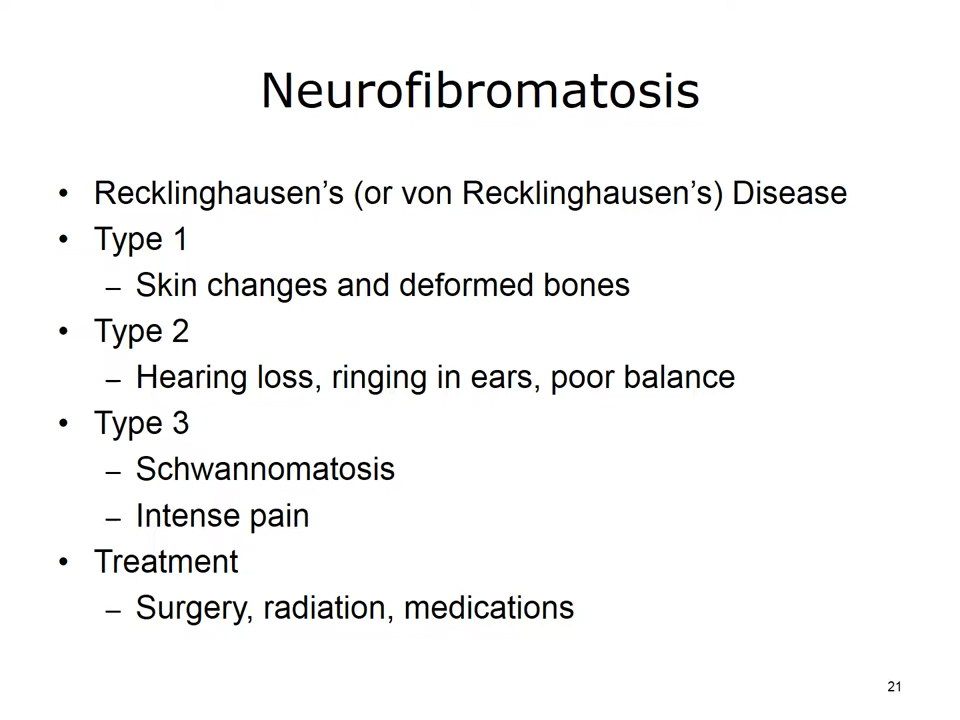 Neurofibromatosis
• Recklinghausen’s (or von Recklinghausen’s) Disease
• Type 1
– Skin changes and deformed bones
• Type 2
– Hearing loss, ringing in ears, poor balance
• Type 3
– Schwannomatosis
– Intense pain
• Treatment
– Surgery, radiation, medications
21